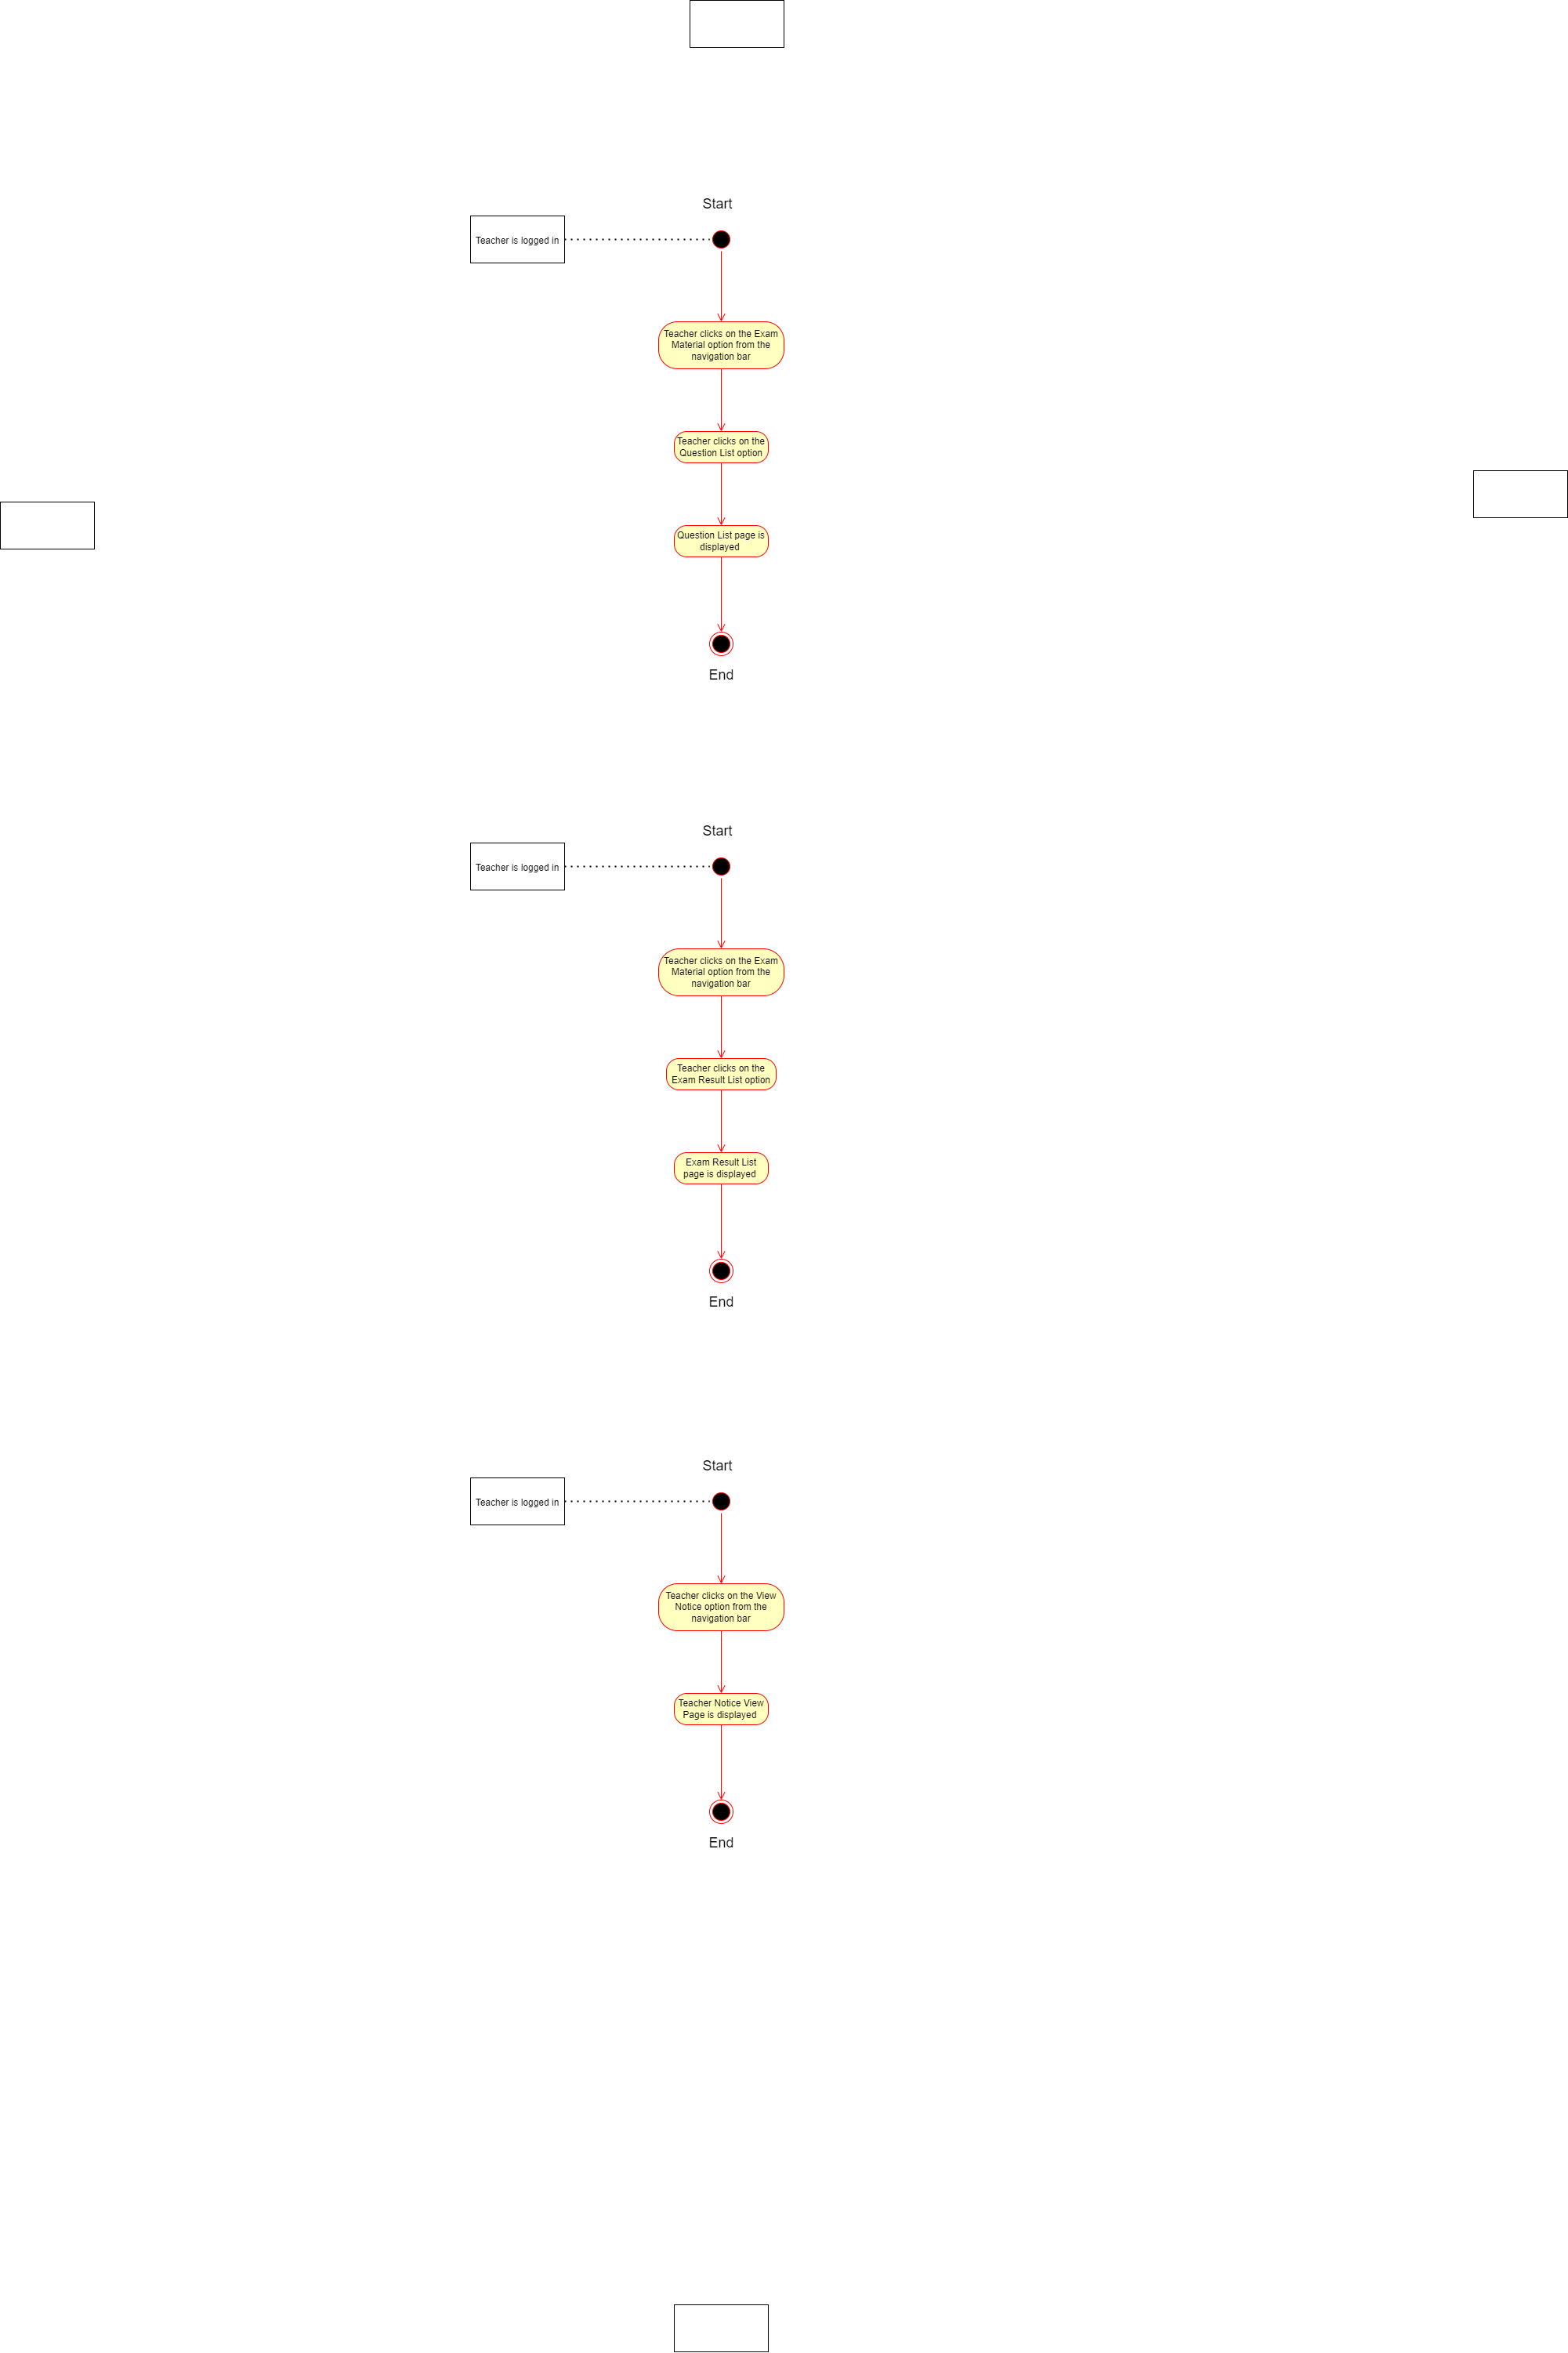 Start
Teacher is logged in
Teacher clicks on the Exam
Material option from the
navigation bar
Teacher clicks on the
Question List option
Question List page is
displayed
End
Start
Teacher is logged in
Teacher clicks on the Exam
Material option from the
navigation bar
Teacher clicks on the
Exam Result List option
Exam Result List
page is displayed
End
Start
Teacher is logged in
Teacher clicks on the View
Notice option from the
navigation bar
Teacher Notice View
Page is displayed
End